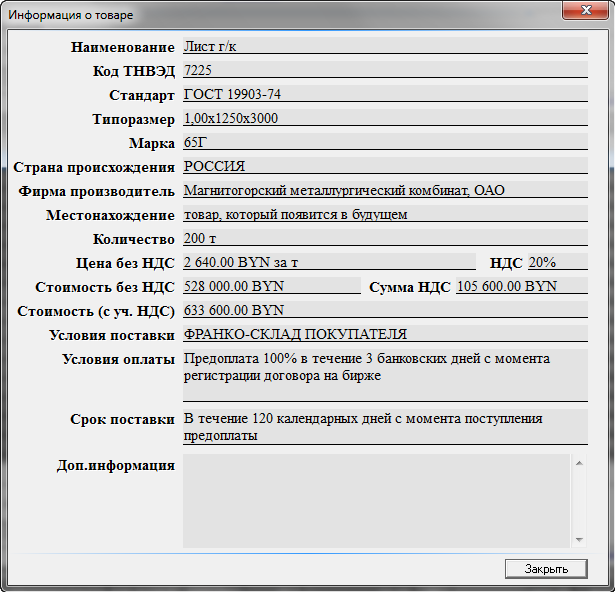 Информация о товаре
Наименование Лист г/к
Код ТНВЭД 7225
Стандарт ГОСТ 19903-74
Типоразмер 1,00х1250х3000
Марка 65Г
Страна происхождения РОССИЯ
Фирма производитель Магнитогорский металлургический комбинат, ОАО
Местонахождение товар, который появится в будущем
Количество 200 т
Цена без НДС 2 640.00 BYN за т НДС 20%
Стоимость без НДС 528 000.00 BYN Сумма НДС 105 600.00 BYN
Стоимость (с уч. НДС) 633 600.00 BYN
Условия поставки ФРАНКО-СКЛАД ПОКУПАТЕЛЯ
Условия оплаты Предоплата 100% в течение 3 банковских дней с момента
регистрации договора на бирже
Срок поставки В течение 120 календарных дней с момента поступления
предоплаты
Доп.информация
Закрыть